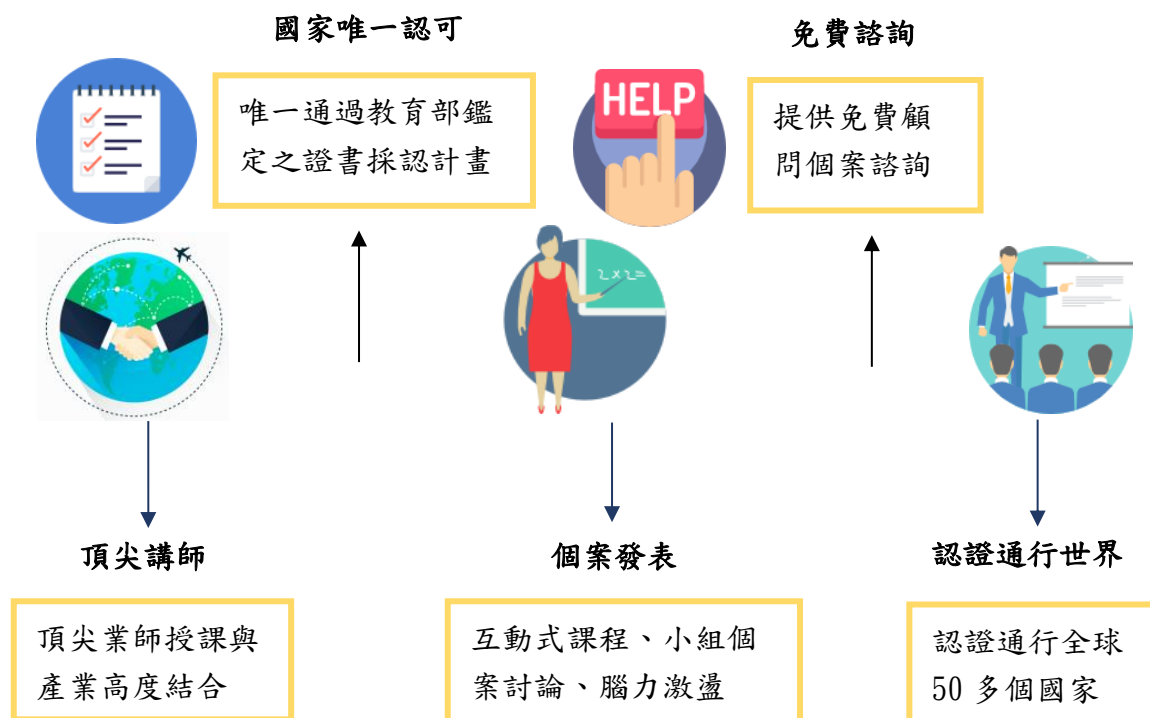 國家唯一認可
唯一通過教育部鑑
定之證書採認計畫
免費諮詢
HELP
提供免費顧
問個案諮詢
2x2=
頂尖講師
頂尖業師授課與
產業高度結合
個案發表
互動式課程、小組個
案討論、腦力激盪
認證通行世界
認證通行全球
50 多個國家